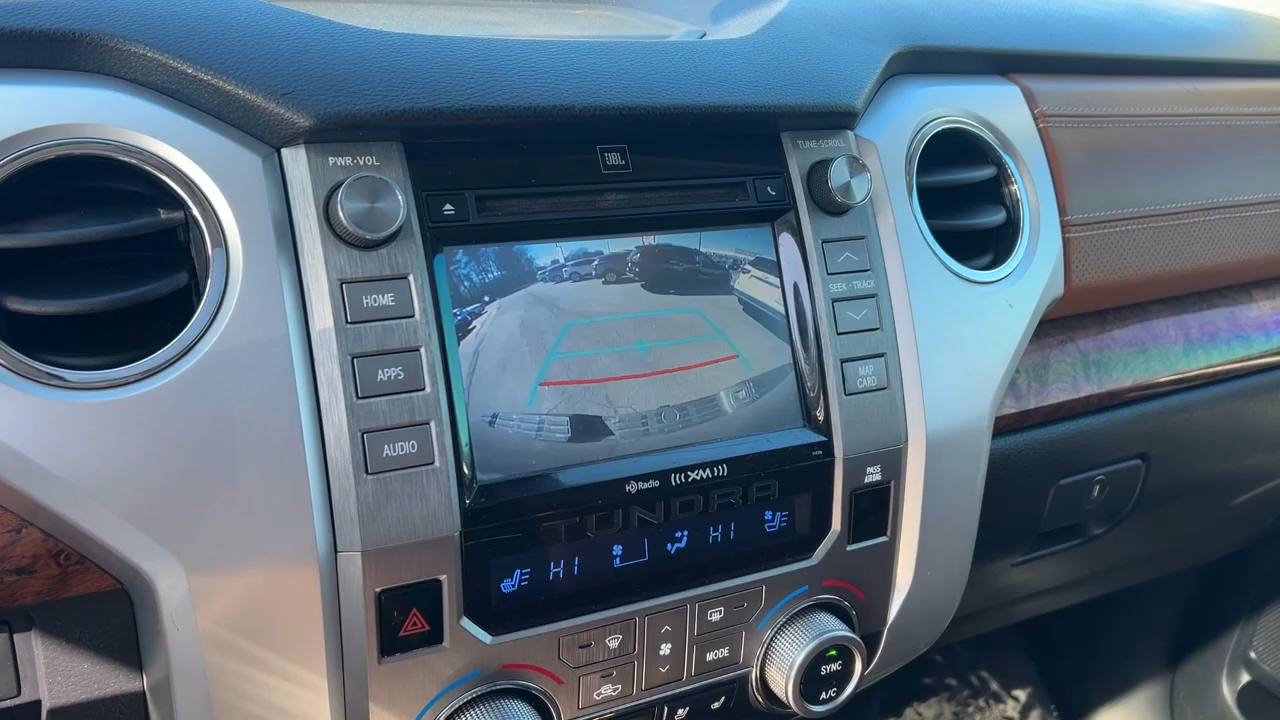 JBL
PWR•VOL
TUNE•SCROLL
HOME
APPS
AUDIO
SEEK•TRACK
MAP
CARD
HD Radio
((( XM )))
TUNDRA
HI
HI
PASS
AIRBAG
MODE
SYNC
A/C